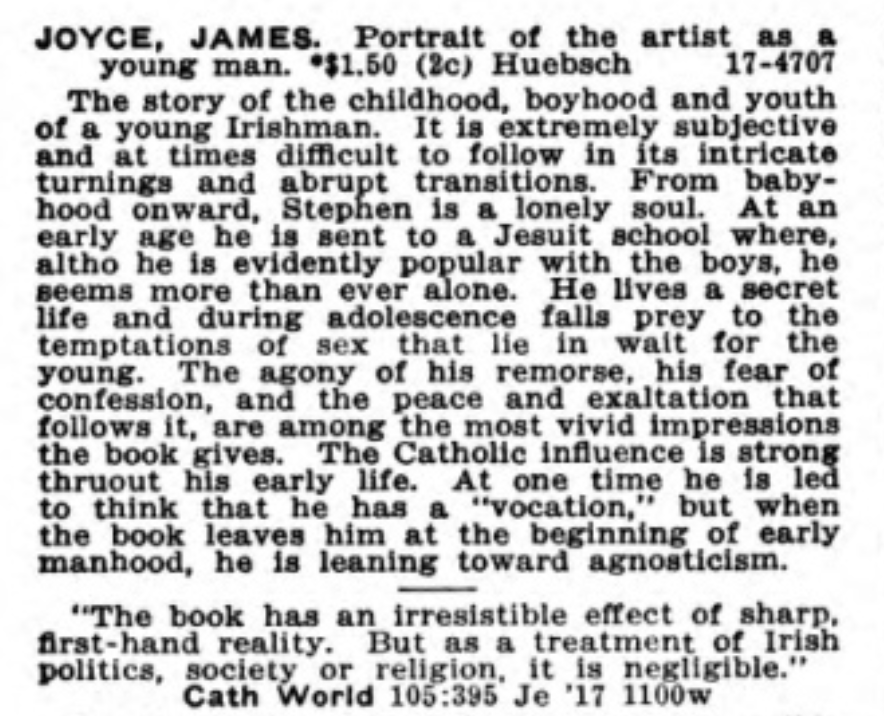 JOYCE, JAMES. Portrait of the artist as a
young man. *$1.50 (2c) Huebsch 17-4707
The story of the childhood, boyhood and youth
of a young Irishman. It is extremely subjective
and at times difficult to follow in its intricate
turnings and abrupt transitions. From baby-
hood onward, Stephen is a lonely soul. At an
early age he is sent to a Jesuit school where,
altho he is evidently popular with the boys, he
seems more than ever alone. He lives a secret
life and during adolescence falls prey to the
temptations of sex that lie in wait for the
young. The agony of his remorse, his fear of
confession, and the peace and exaltation that
follows it, are among the most vivid impressions
the book gives. The Catholic influence is strong
thruout his early life. At one time he is led
to think that he has a "vocation," but when
the book leaves him at the beginning of early
manhood, he is leaning toward agnosticism.
"The book has an irresistible effect of sharp,
first-hand reality. But as a treatment of Irish
politics, society or religion, it is negligible."
Cath World 105:395 Je '17 1100w